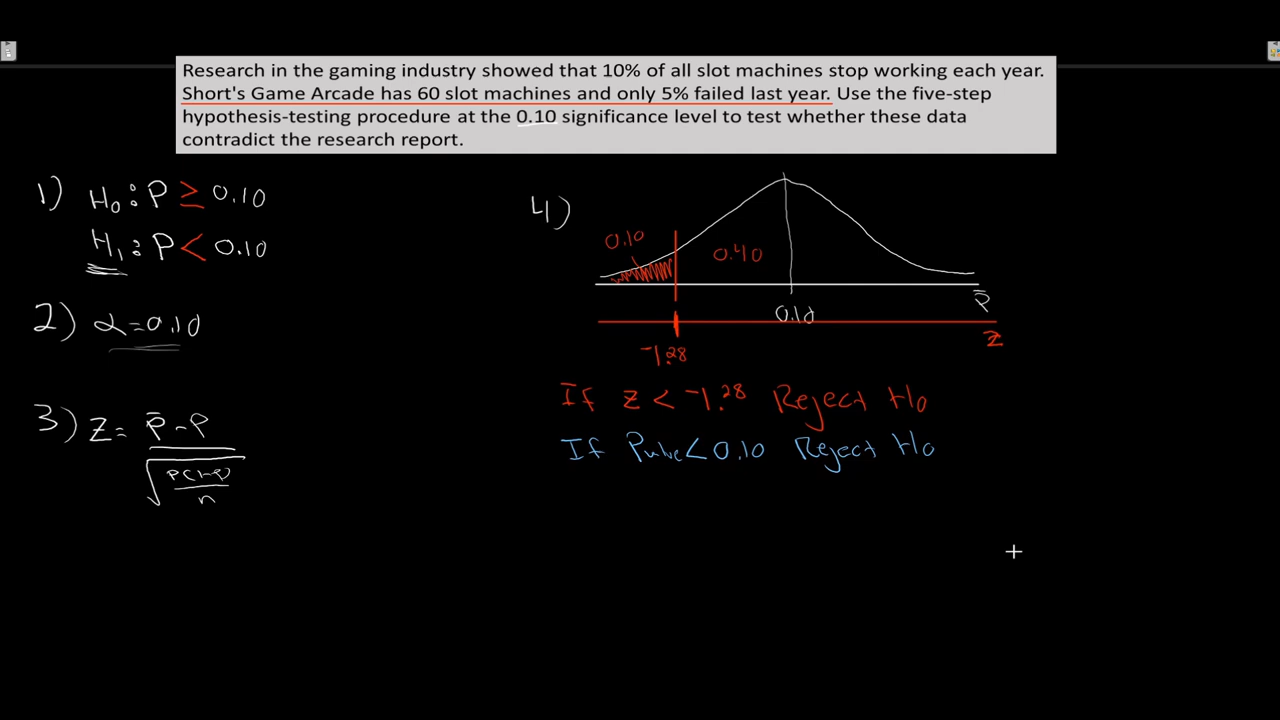 Research in the gaming industry showed that 10% of all slot machines stop working each year.
Short's Game Arcade has 60 slot machines and only 5% failed last year. Use the five-step
hypothesis-testing procedure at the 0.10 significance level to test whether these data
contradict the research report.
1) H₀: P ≥ 0.10
H₁: P < 0.10
2) α = 0.10
3) Z = p̄ - P
√ P(1-P)
n
4)
0.10
0.40
0.10
p̄
-1.28
Z
If Z < -1.28 Reject H₀
If Pvalue < 0.10 Reject H₀